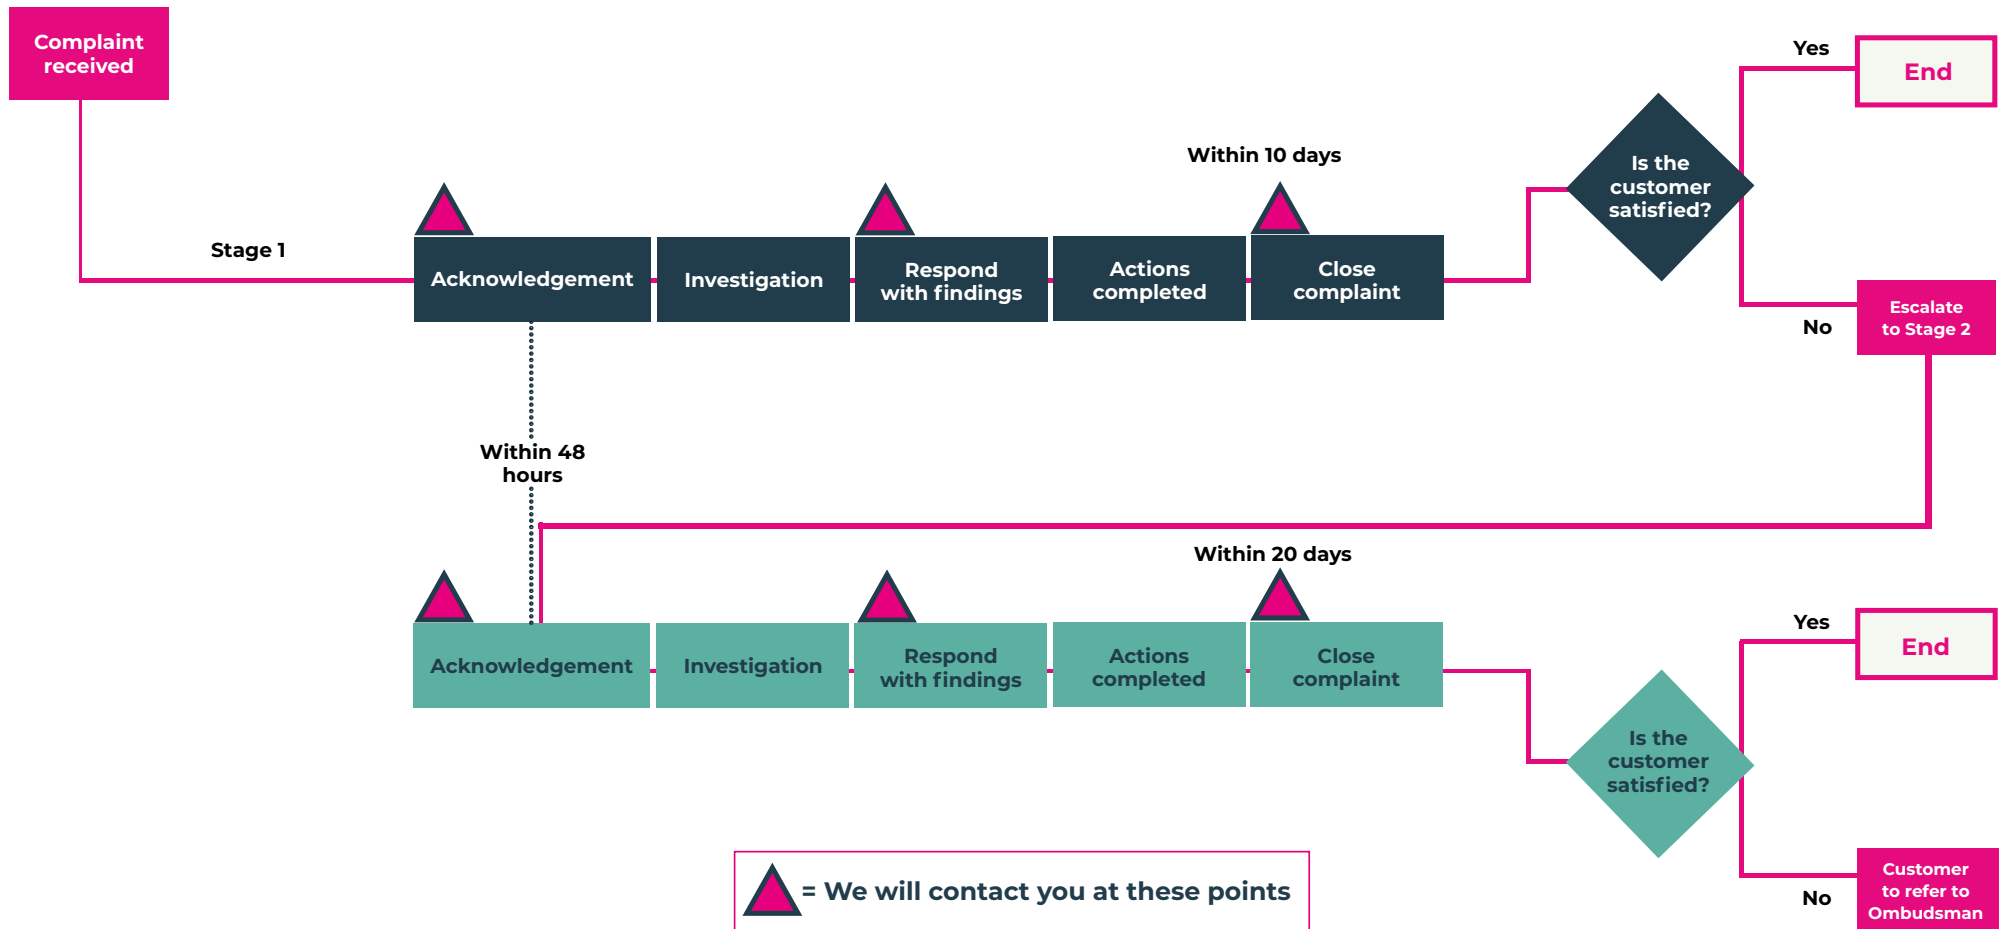 Complaint
received
Stage 1
Acknowledgement
Investigation
Respond
with findings
Actions
completed
Within 10 days
Close
complaint
Is the
customer
satisfied?
Yes
End
No
Escalate
to Stage 2
Within 48
hours
Acknowledgement
Investigation
Respond
with findings
Actions
completed
Within 20 days
Close
complaint
Is the
customer
satisfied?
Yes
End
No
Customer
to refer to
Ombudsman
= We will contact you at these points